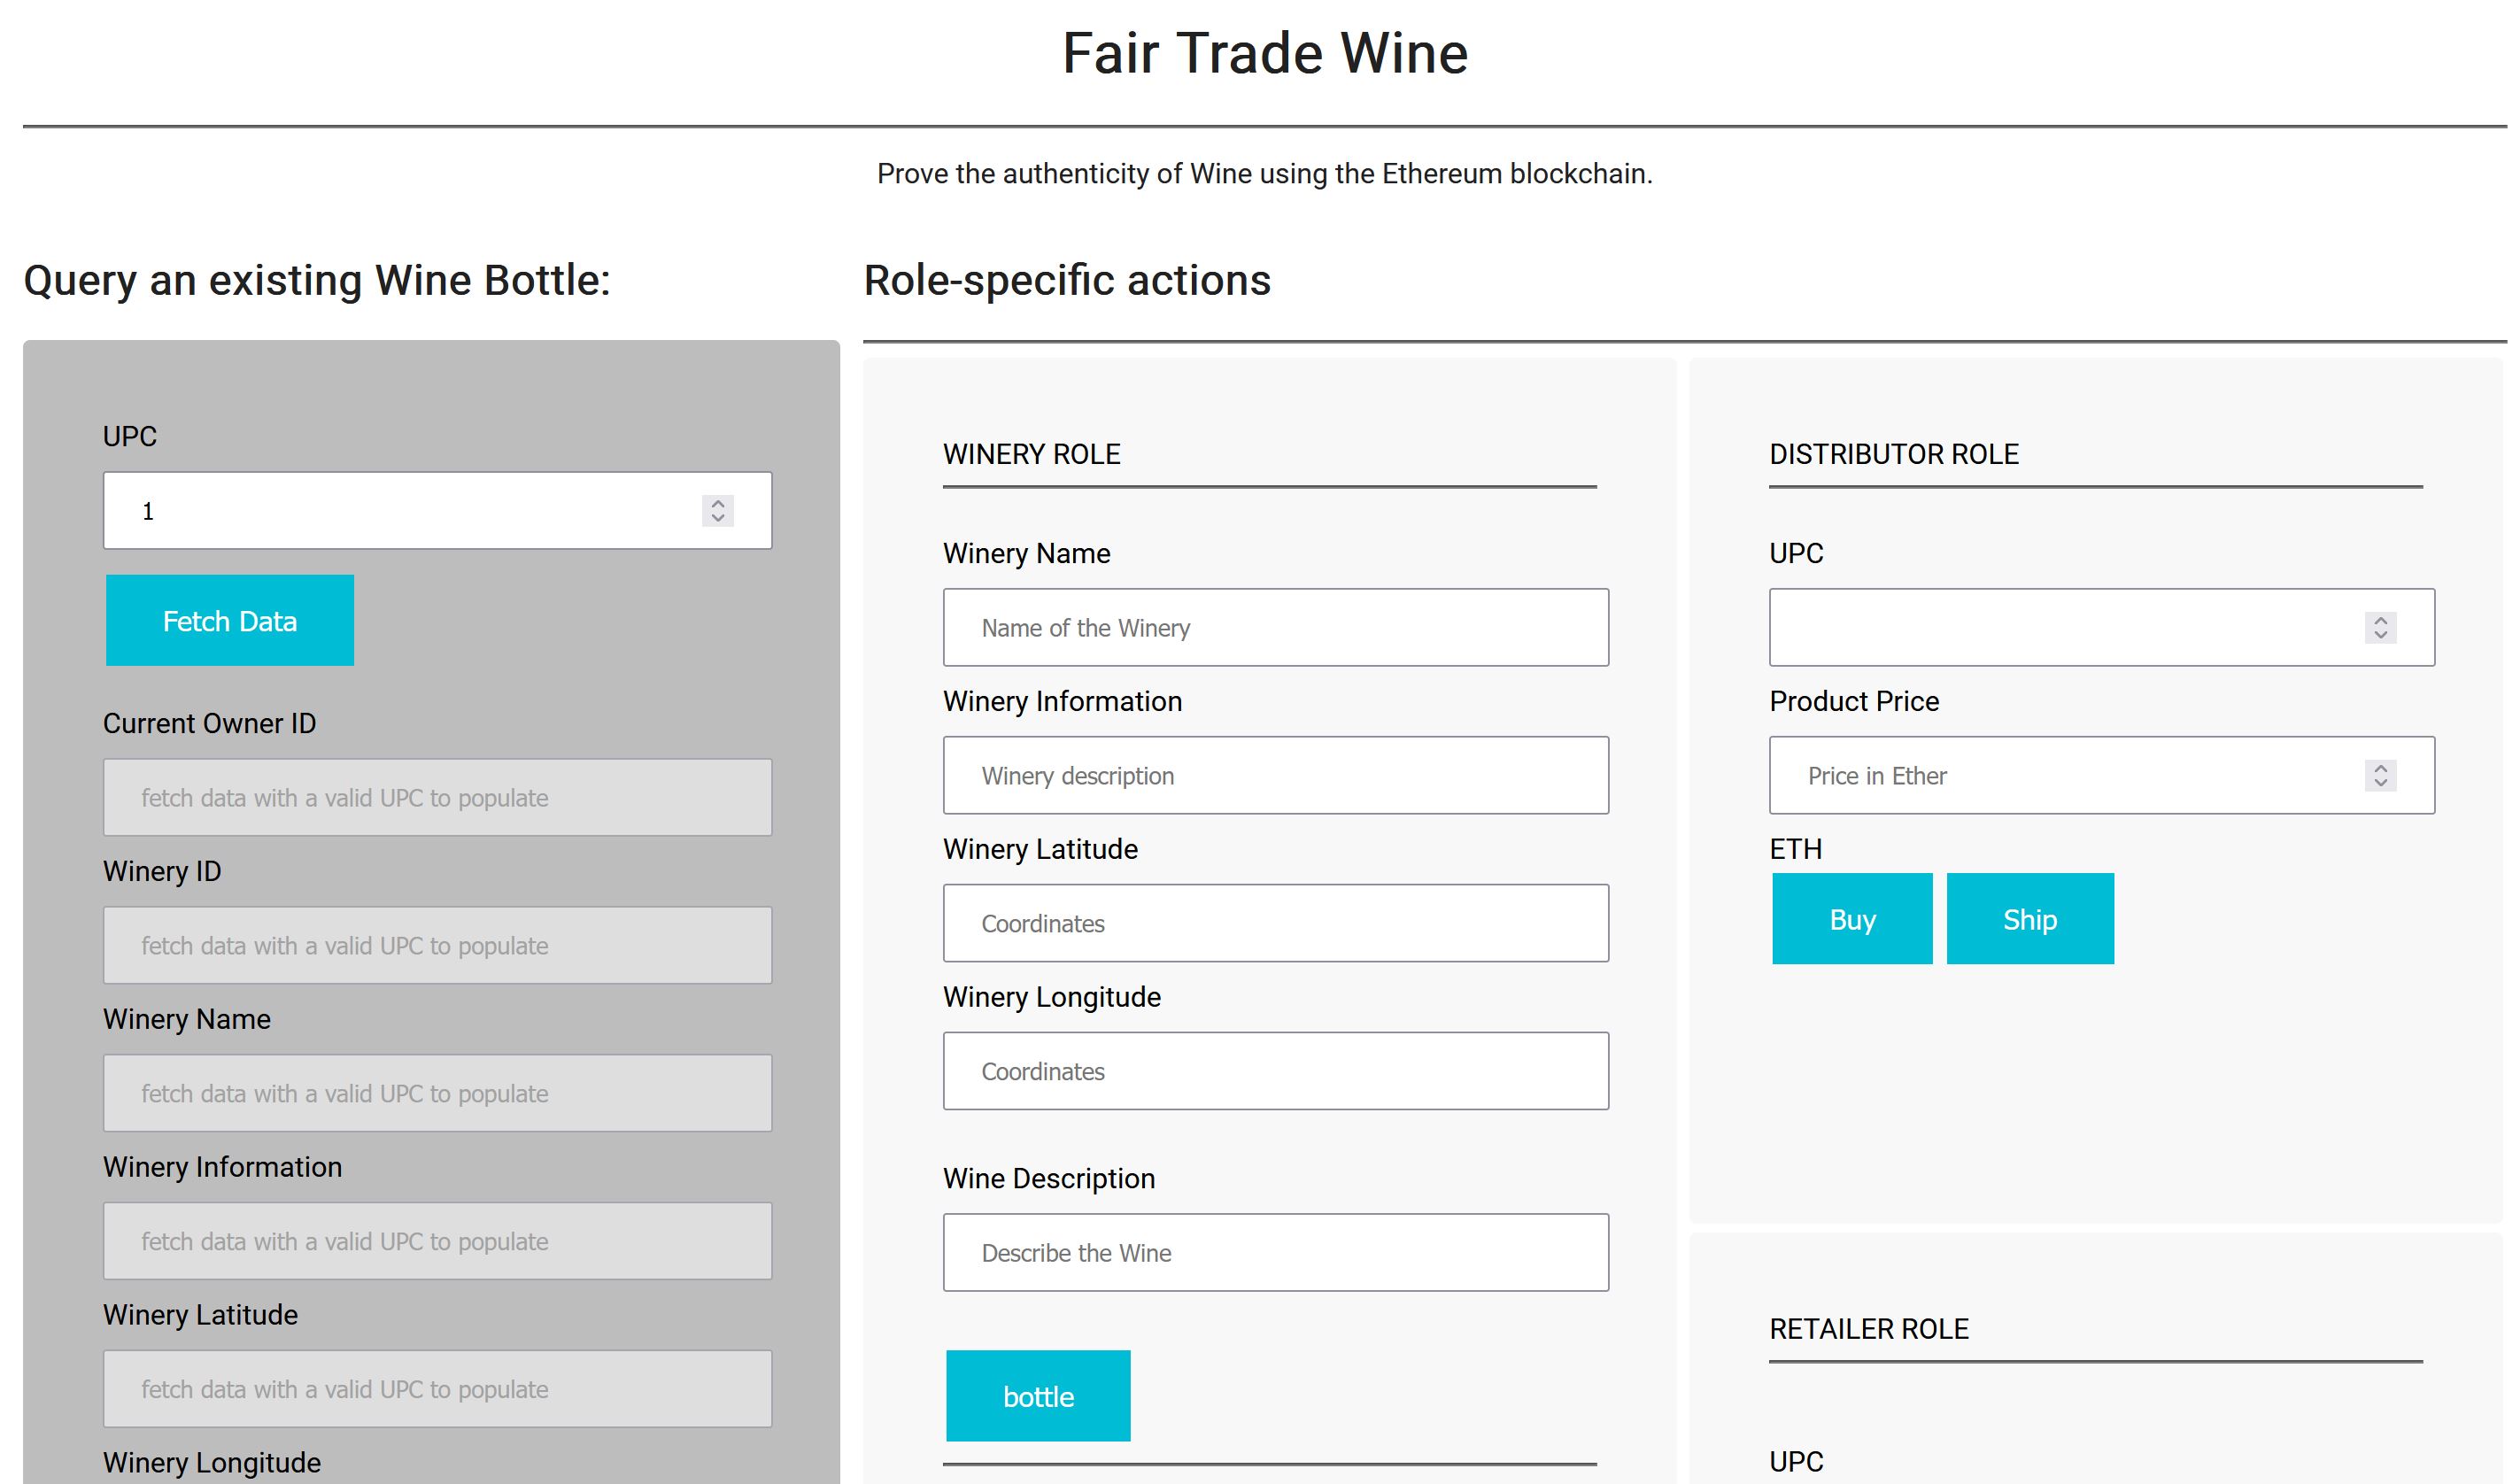 Fair Trade Wine
Prove the authenticity of Wine using the Ethereum blockchain.
Query an existing Wine Bottle:
UPC
1
Fetch Data
Current Owner ID
fetch data with a valid UPC to populate
Winery ID
fetch data with a valid UPC to populate
Winery Name
fetch data with a valid UPC to populate
Winery Information
fetch data with a valid UPC to populate
Winery Latitude
fetch data with a valid UPC to populate
Winery Longitude
Role-specific actions
WINERY ROLE
Winery Name
Name of the Winery
Winery Information
Winery description
Winery Latitude
Coordinates
Winery Longitude
Coordinates
Wine Description
Describe the Wine
bottle
DISTRIBUTOR ROLE
UPC
Product Price
Price in Ether
ETH
Buy Ship
RETAILER ROLE
UPC